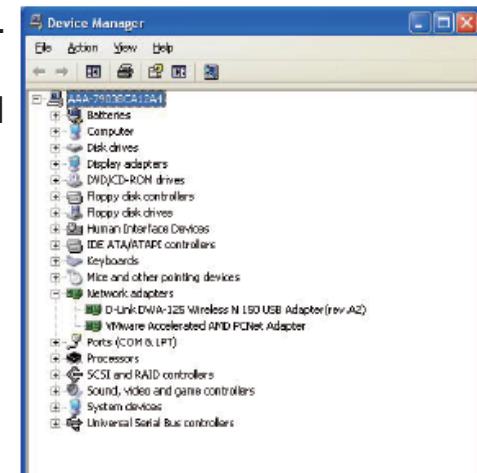 Device Manager
File Action View Help
Batteries
Computer
Disk drives
Display adapters
DVD/CD-ROM drives
Floppy disk controllers
Floppy disk drives
Human Interface Devices
IDE ATA/ATAPI controllers
Keyboards
Mice and other pointing devices
Network adapters
D-Link DWA-125 Wireless N 150 USB Adapter(rev.A2)
VMware Accelerated AMD PCNet Adapter
Ports (COM & LPT)
Processors
SCSI and RAID controllers
Sound, video and game controllers
System devices
Universal Serial Bus controllers